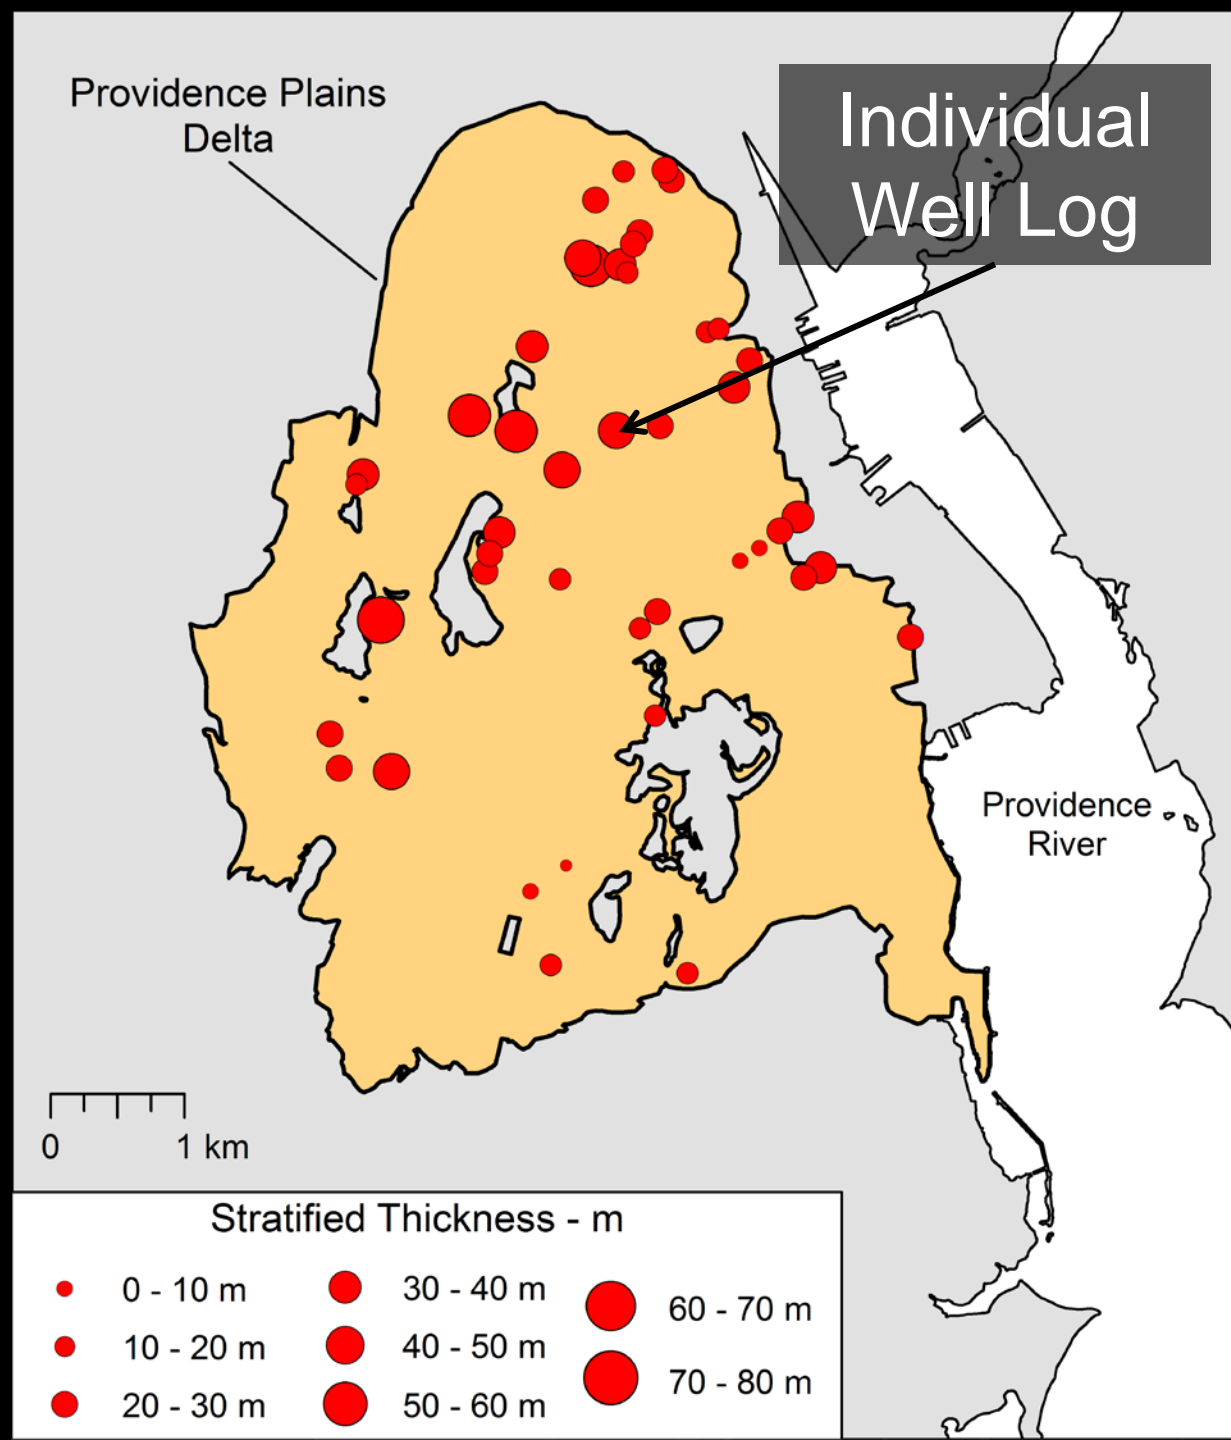 Providence Plains
Delta
Individual
Well Log
Providence
River
0 1 km
Stratified Thickness - m
0 - 10 m
10 - 20 m
20 - 30 m
30 - 40 m
40 - 50 m
50 - 60 m
60 - 70 m
70 - 80 m